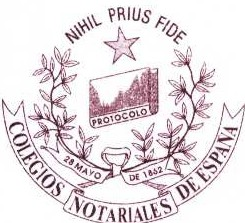 NIHIL PRIUS FIDE
PROTOCOLO
28 MAYO DE 1862
COLEGIOS NOTARIALES DE ESPAÑA